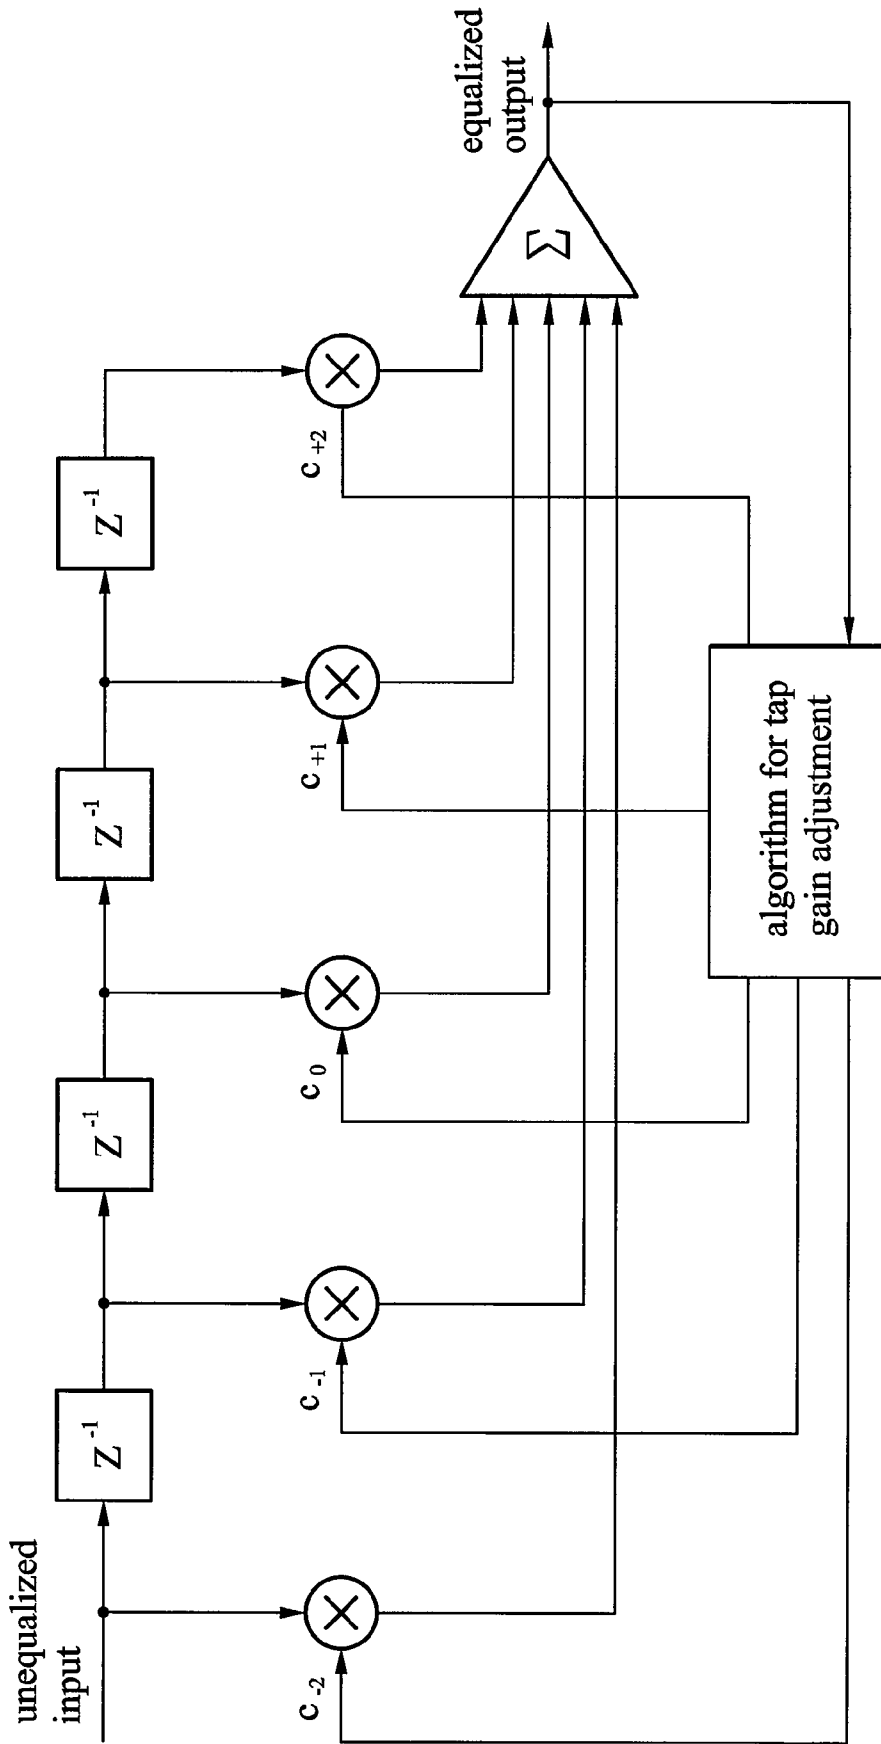 unequalized
input
Z⁻¹
Z⁻¹
Z⁻¹
Z⁻¹
c₋₂
c₋₁
c₀
c₊₁
c₊₂
Σ
equalized
output
algorithm for tap
gain adjustment